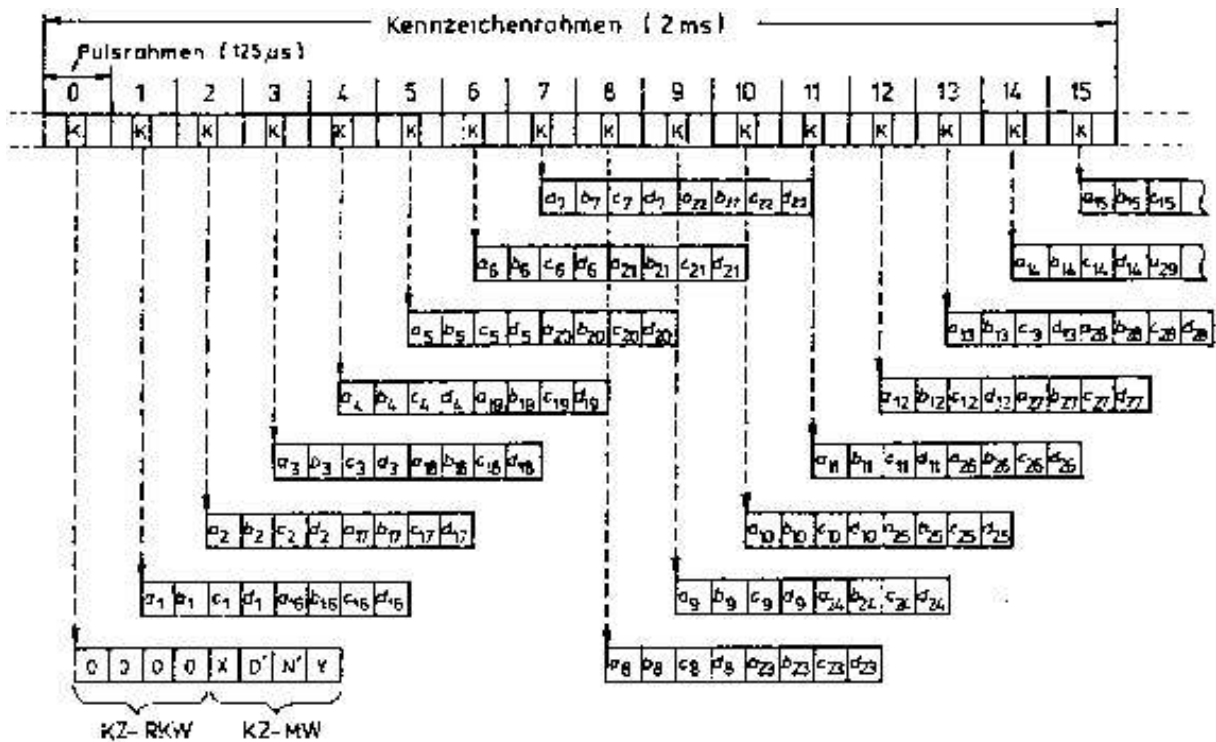 Kennzeichenrahmen ( 2 ms )
Pulsrahmen ( 125 µs )
0 1 2 3 4 5 6 7 8 9 10 11 12 13 14 15
K K K K K K K K K K K K K K K K
a15 b15 c15
a7 b7 c7 d7 a22 b22 c22 d22
a14 b14 c14 d14 a29
a6 b6 c6 d6 a21 b21 c21 d21
a13 b13 c13 d13 a28 b28 c28 d28
a5 b5 c5 d5 a20 b20 c20 d20
a4 b4 c4 d4 a19 b19 c19 d19
a12 b12 c12 d12 a27 b27 c27 d27
a3 b3 c3 d3 a18 b18 c18 d18
a11 b11 c11 d11 a26 b26 c26 d26
a2 b2 c2 d2 a17 b17 c17 d17
a10 b10 c10 d10 a25 b25 c25 d25
a1 b1 c1 d1 a16 b16 c16 d16
a9 b9 c9 d9 a24 b24 c24 d24
0 0 0 0 X D' N' Y
a8 b8 c8 d8 a23 b23 c23 d23
KZ-RKW KZ-MW